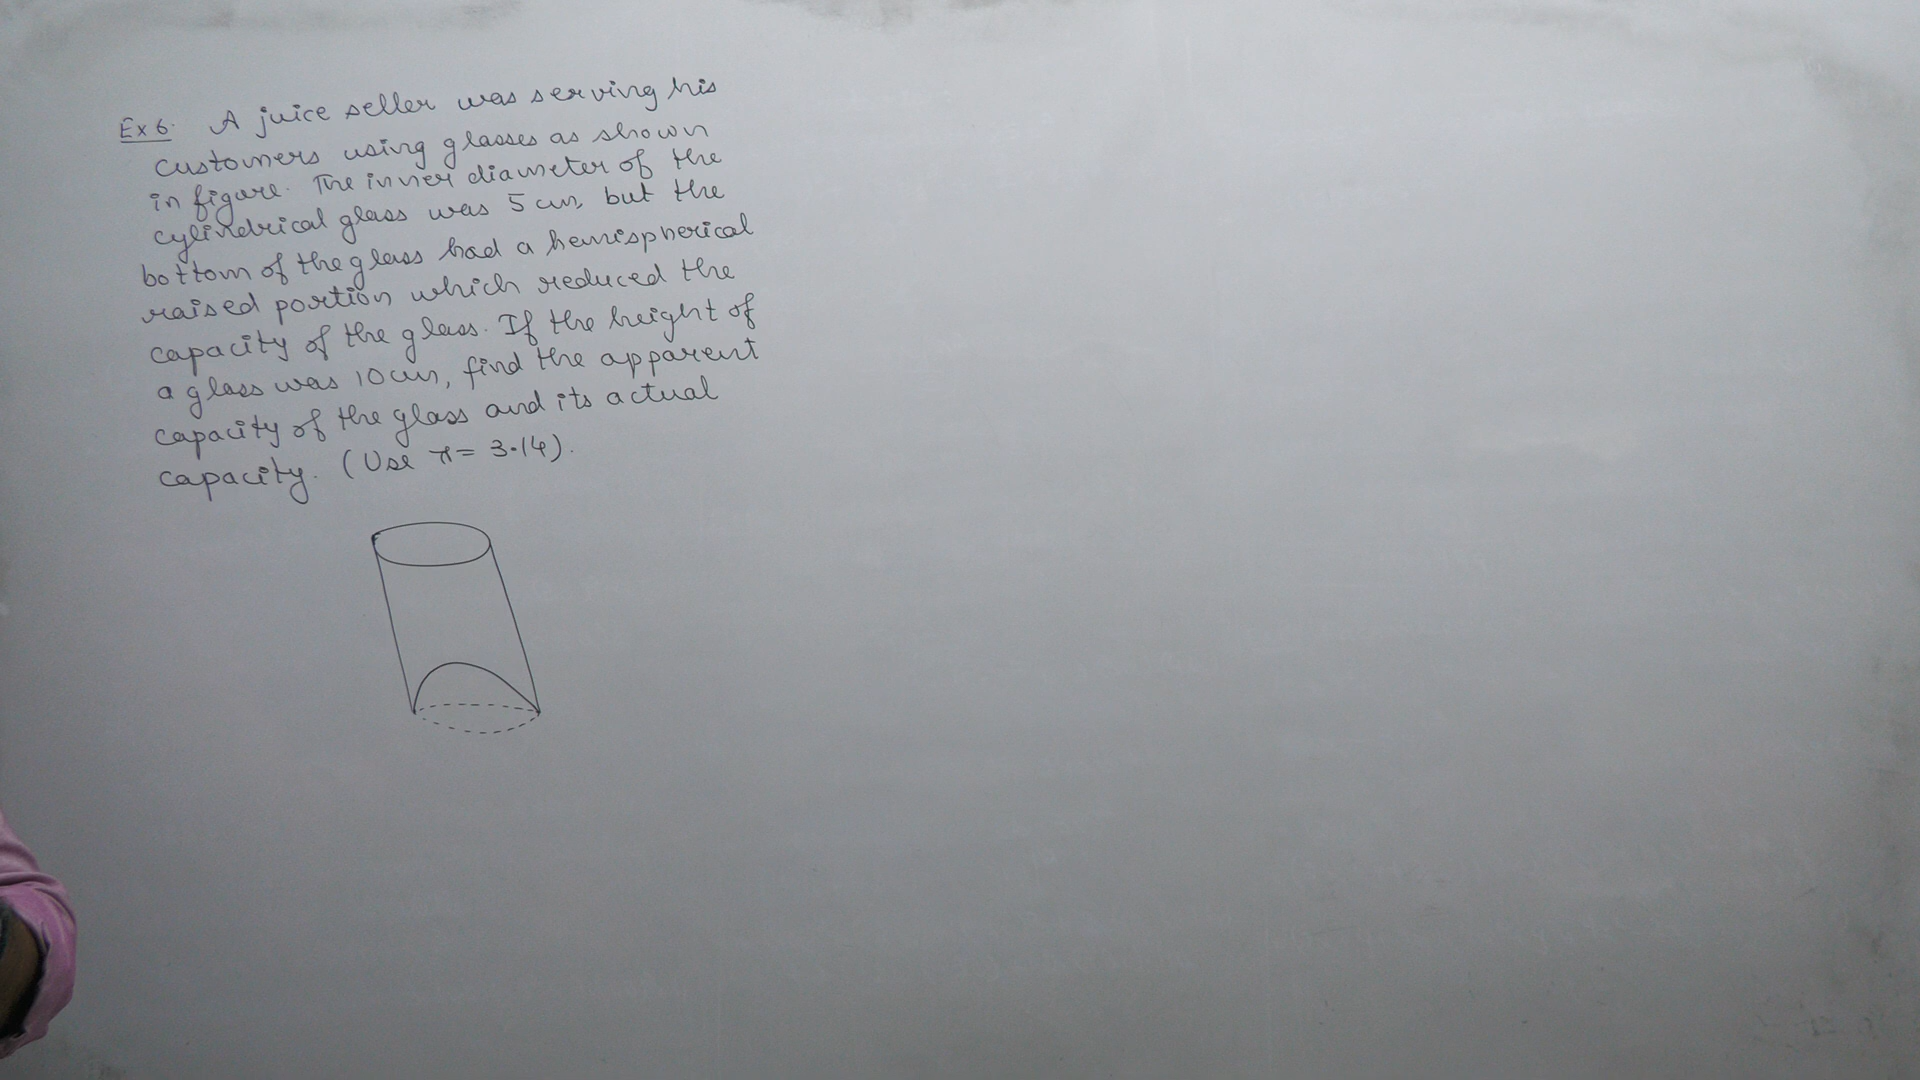 Ex 6. A juice seller was serving his
customers using glasses as shown
in figure. The inner diameter of the
cylindrical glass was 5 cm, but the
bottom of the glass had a hemispherical
raised portion which reduced the
capacity of the glass. If the height of
a glass was 10 cm, find the apparent
capacity of the glass and its actual
capacity. (Use π = 3.14).